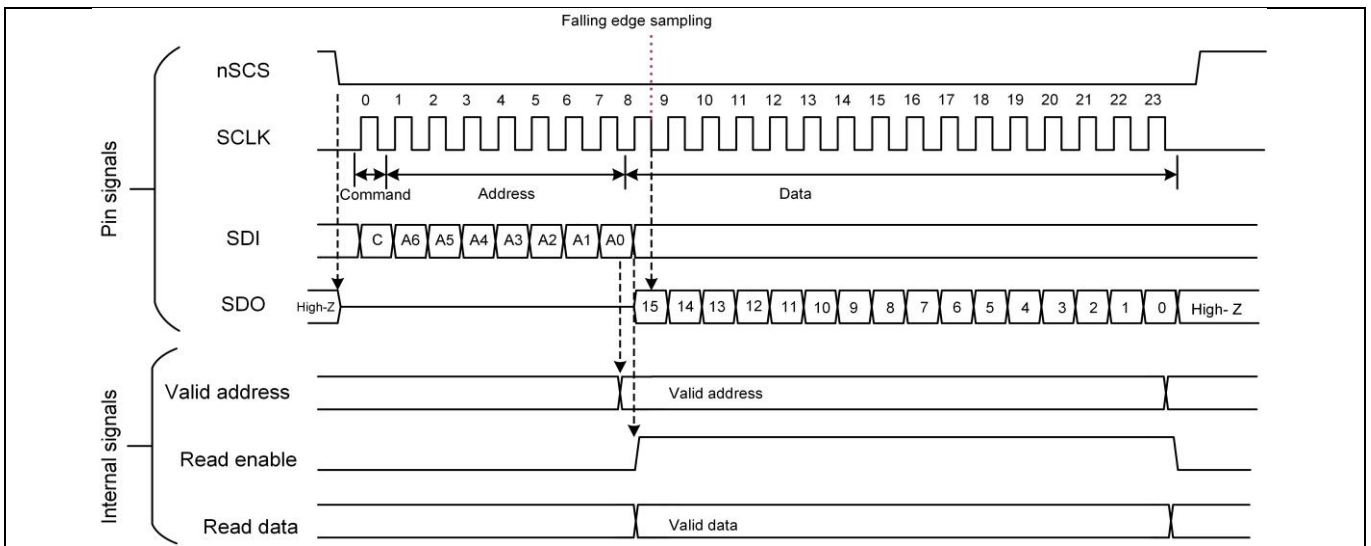 Falling edge sampling
nSCS
0 1 2 3 4 5 6 7 8 9 10 11 12 13 14 15 16 17 18 19 20 21 22 23
SCLK
Command Address Data
Pin signals
SDI C A6 A5 A4 A3 A2 A1 A0
SDO High-Z 15 14 13 12 11 10 9 8 7 6 5 4 3 2 1 0 High- Z
Valid address Valid address
Internal signals
Read enable
Read data Valid data